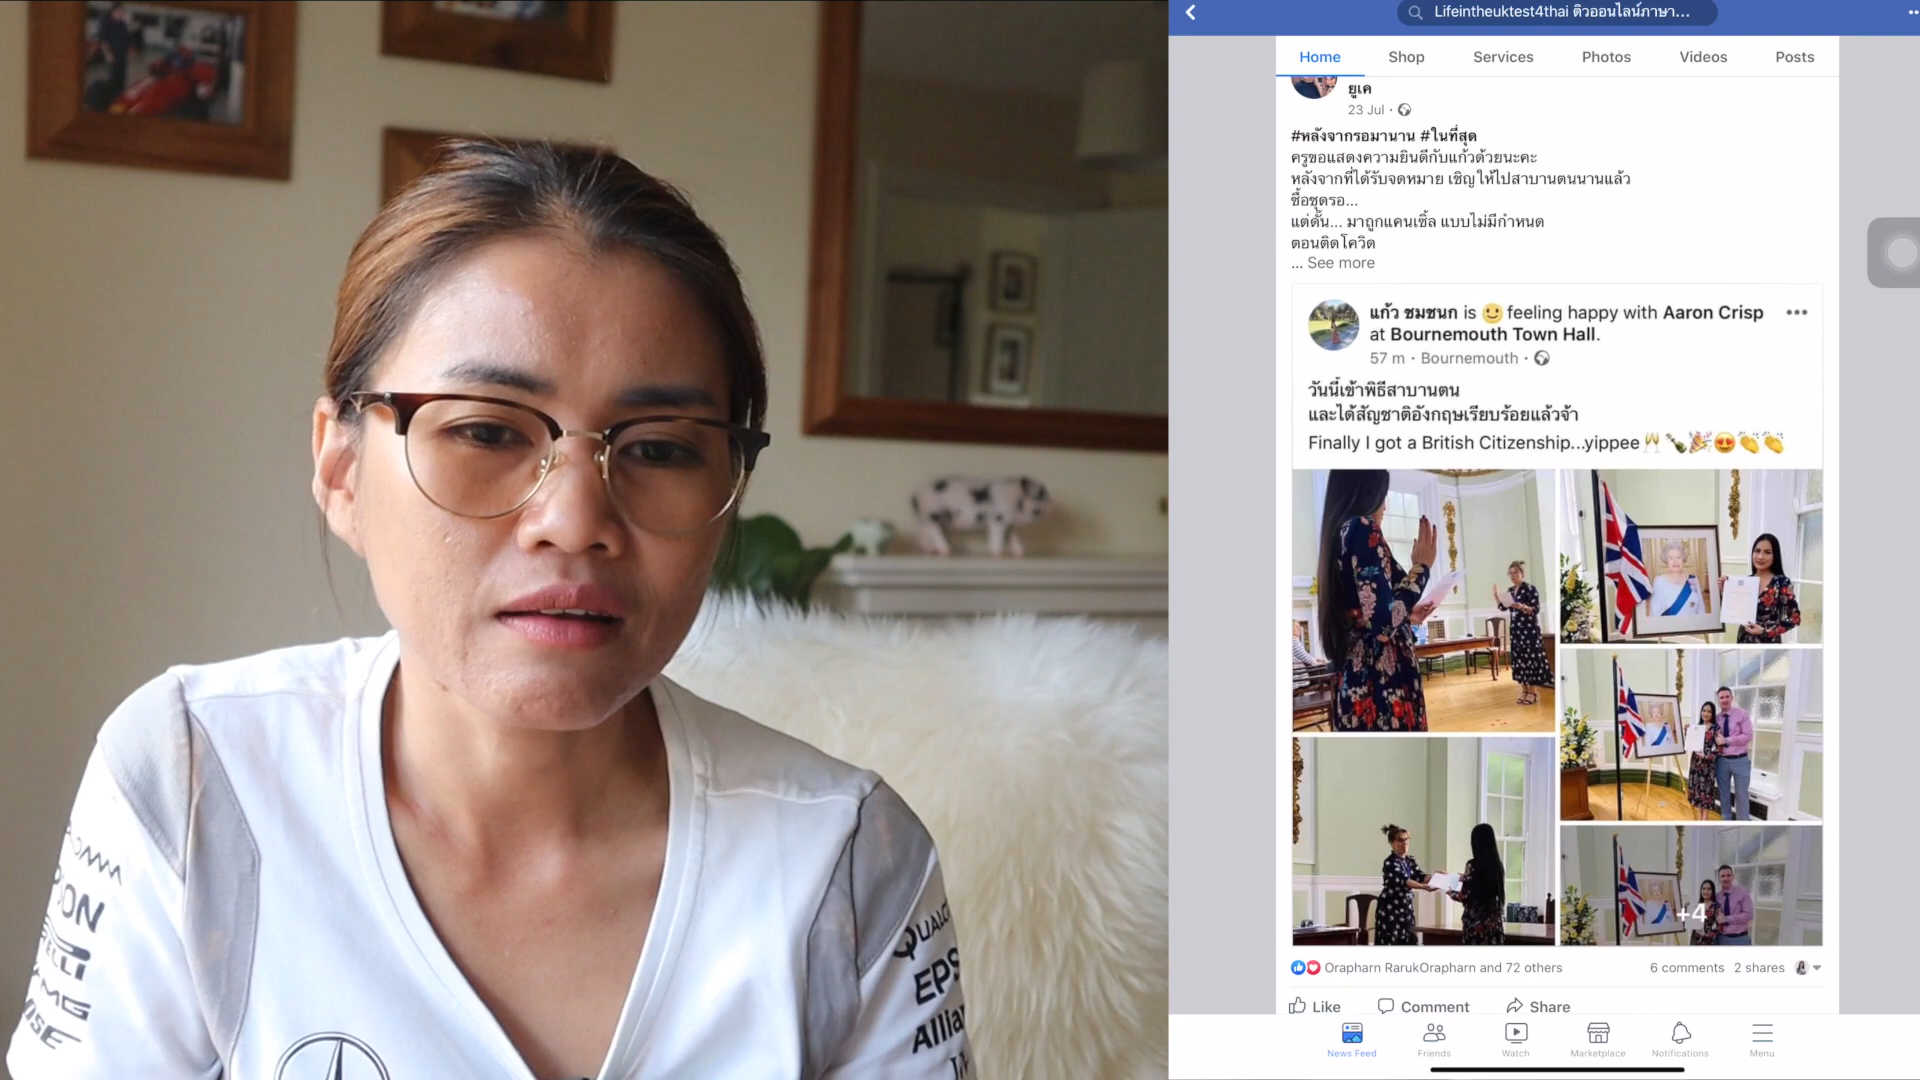 Lifeintheuktest4thai ติวออนไลน์ภาษา...
Home
Shop
Services
Photos
Videos
Posts
ยูเค
23 Jul ·
#หลังจากรอมานาน #ในที่สุด
ครูขอแสดงความยินดีกับแก้วด้วยนะคะ
หลังจากที่ได้รับจดหมาย เชิญให้ไปสาบานตนนานแล้ว
ซื้อชุดรอ...
แต่ดั้น... มาถูกแคนเซิ้ล แบบไม่มีกำหนด
ตอนติดโควิด
... See more
แก้ว ชมชนก is 🙂 feeling happy with Aaron Crisp
at Bournemouth Town Hall.
57 m · Bournemouth ·
วันนี้เข้าพิธีสาบานตน
และได้สัญชาติอังกฤษเรียบร้อยแล้วจ้า
Finally I got a British Citizenship...yippee🥂🍾🎉😍👏👏
+4
Orapharn RarukOrapharn and 72 others
6 comments 2 shares
Like
Comment
Share
News Feed
Friends
Watch
Marketplace
Notifications
Menu
QUALC
EPS
Allia
ON
ELLI
AMG